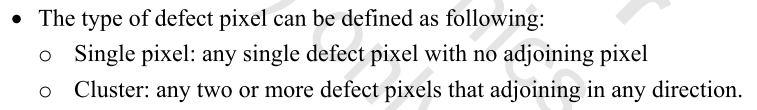 • The type of defect pixel can be defined as following:
o Single pixel: any single defect pixel with no adjoining pixel
o Cluster: any two or more defect pixels that adjoining in any direction.